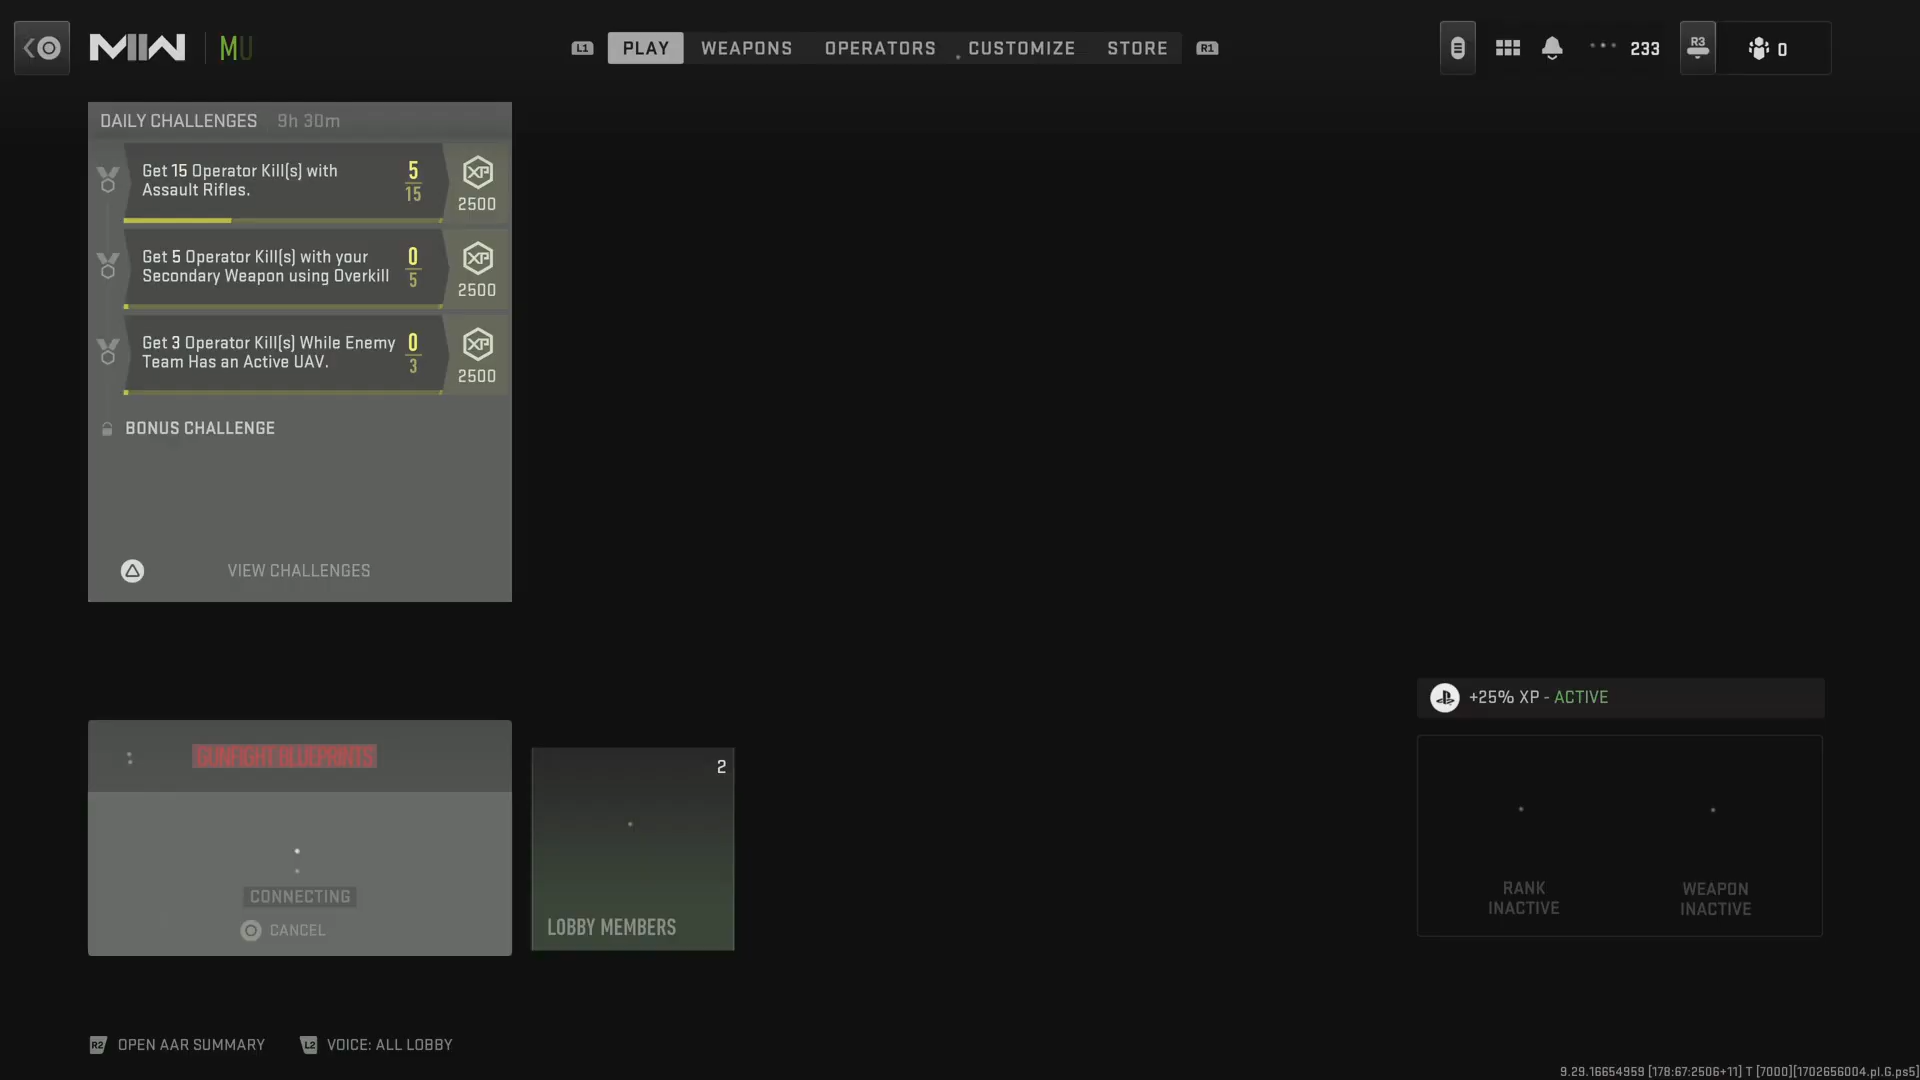 MW MU
L1 PLAY WEAPONS OPERATORS CUSTOMIZE STORE R1
233 R3 0
DAILY CHALLENGES 9h 30m
Get 15 Operator Kill(s) with
Assault Rifles.
5
15
XP
2500
Get 5 Operator Kill(s) with your
Secondary Weapon using Overkill
0
5
XP
2500
Get 3 Operator Kill(s) While Enemy
Team Has an Active UAV.
0
3
XP
2500
BONUS CHALLENGE
VIEW CHALLENGES
+25% XP - ACTIVE
GUNFIGHT BLUEPRINTS
2
CONNECTING
CANCEL
LOBBY MEMBERS
RANK
INACTIVE
WEAPON
INACTIVE
R2 OPEN AAR SUMMARY L2 VOICE: ALL LOBBY
9.29.16654959 [178:67:2506+11] T [7000][1702656004.pl.G.ps5]